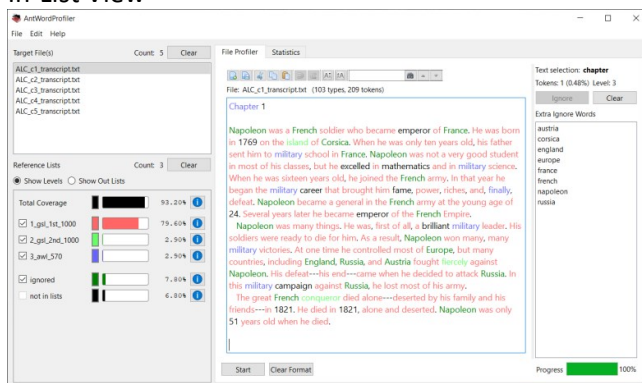 in List View
AntWordProfiler
File Edit Help
Target File(s) Count: 5 Clear
ALC_c1_transcript.txt
ALC_c2_transcript.txt
ALC_c3_transcript.txt
ALC_c4_transcript.txt
ALC_c5_transcript.txt
Reference Lists Count: 3 Clear
Show Levels Show Out Lists
Total Coverage 93.20%
1_gsl_1st_1000 79.60%
2_gsl_2nd_1000 2.90%
3_awl_570 2.90%
ignored 7.80%
not in lists 6.80%
File Profiler Statistics
File: ALC_c1_transcript.txt (103 types, 209 tokens)
Chapter 1
Napoleon was a French soldier who became emperor of France. He was born
in 1769 on the island of Corsica. When he was only ten years old, his father
sent him to military school in France. Napoleon was not a very good student
in most of his classes, but he excelled in mathematics and in military science.
When he was sixteen years old, he joined the French army. In that year he
began the military career that brought him fame, power, riches, and, finally,
defeat. Napoleon became a general in the French army at the young age of
24. Several years later he became emperor of the French Empire.
Napoleon was many things. He was, first of all, a brilliant military leader. His
soldiers were ready to die for him. As a result, Napoleon won many, many
military victories. At one time he controlled most of Europe, but many
countries, including England, Russia, and Austria fought fiercely against
Napoleon. His defeat---his end---came when he decided to attack Russia. In
this military campaign against Russia, he lost most of his army.
The great French conqueror died alone---deserted by his family and his
friends---in 1821. He died in 1821, alone and deserted. Napoleon was only
51 years old when he died.
Start Clear Format
Text selection: chapter
Tokens: 1 (0.48%) Level: 3
Ignore Clear
Extra Ignore Words
austria
corsica
england
europe
france
french
napoleon
russia
Progress 100%